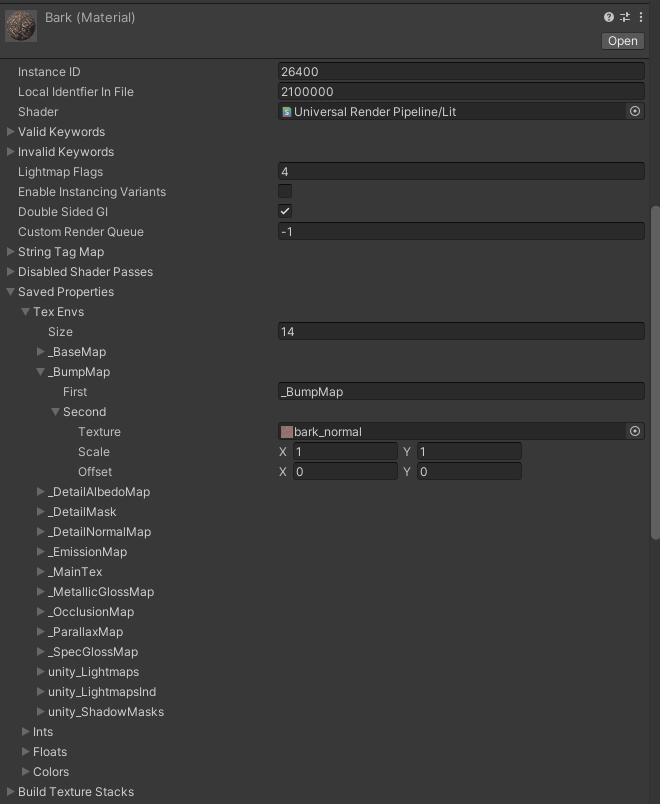 Bark (Material)
Open
Instance ID 26400
Local Identfier In File 2100000
Shader Universal Render Pipeline/Lit
Valid Keywords
Invalid Keywords
Lightmap Flags 4
Enable Instancing Variants
Double Sided GI
Custom Render Queue -1
String Tag Map
Disabled Shader Passes
Saved Properties
Tex Envs
Size 14
_BaseMap
_BumpMap
First _BumpMap
Second
Texture bark_normal
Scale X 1 Y 1
Offset X 0 Y 0
_DetailAlbedoMap
_DetailMask
_DetailNormalMap
_EmissionMap
_MainTex
_MetallicGlossMap
_OcclusionMap
_ParallaxMap
_SpecGlossMap
unity_Lightmaps
unity_LightmapsInd
unity_ShadowMasks
Ints
Floats
Colors
Build Texture Stacks